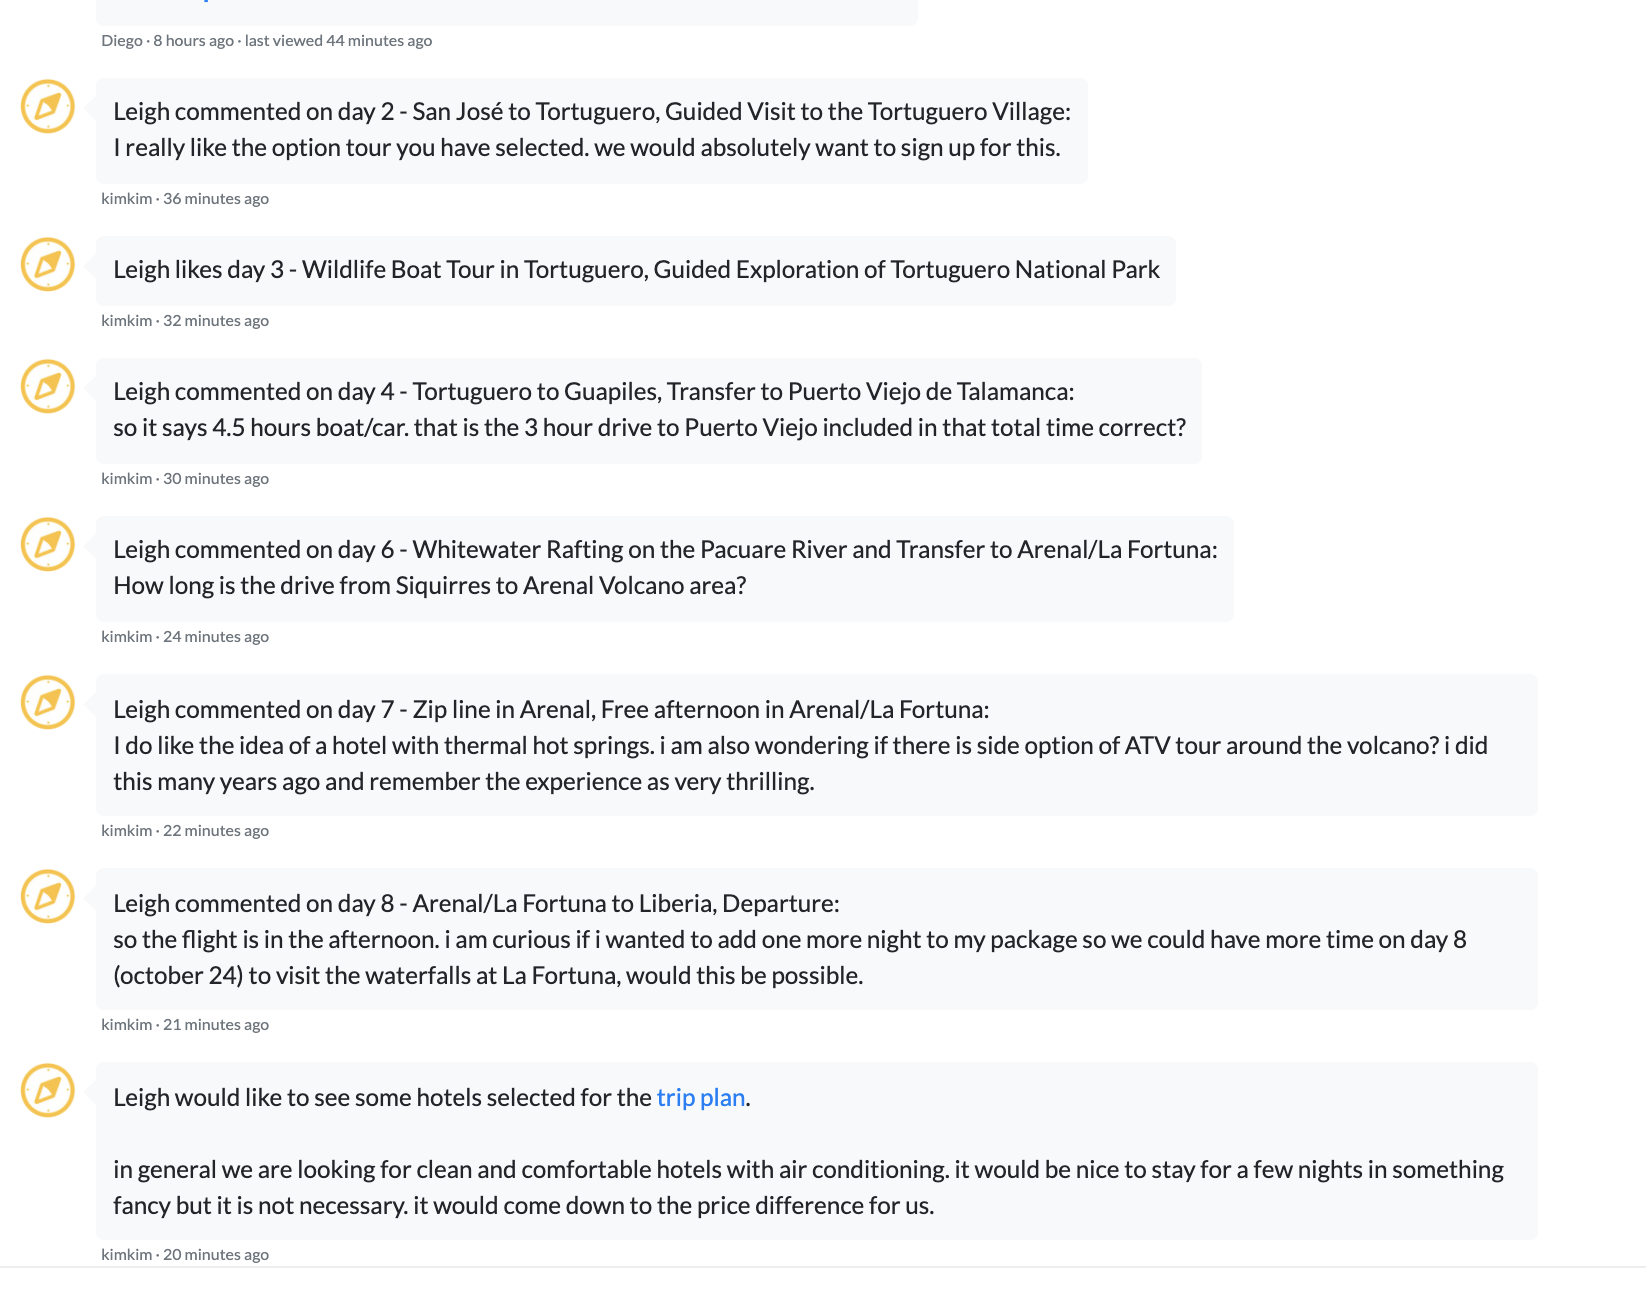 Diego · 8 hours ago · last viewed 44 minutes ago
Leigh commented on day 2 - San José to Tortuguero, Guided Visit to the Tortuguero Village:
I really like the option tour you have selected. we would absolutely want to sign up for this.
kimkim · 36 minutes ago
Leigh likes day 3 - Wildlife Boat Tour in Tortuguero, Guided Exploration of Tortuguero National Park
kimkim · 32 minutes ago
Leigh commented on day 4 - Tortuguero to Guapiles, Transfer to Puerto Viejo de Talamanca:
so it says 4.5 hours boat/car. that is the 3 hour drive to Puerto Viejo included in that total time correct?
kimkim · 30 minutes ago
Leigh commented on day 6 - Whitewater Rafting on the Pacuare River and Transfer to Arenal/La Fortuna:
How long is the drive from Siquirres to Arenal Volcano area?
kimkim · 24 minutes ago
Leigh commented on day 7 - Zip line in Arenal, Free afternoon in Arenal/La Fortuna:
I do like the idea of a hotel with thermal hot springs. i am also wondering if there is side option of ATV tour around the volcano? i did
this many years ago and remember the experience as very thrilling.
kimkim · 22 minutes ago
Leigh commented on day 8 - Arenal/La Fortuna to Liberia, Departure:
so the flight is in the afternoon. i am curious if i wanted to add one more night to my package so we could have more time on day 8
(october 24) to visit the waterfalls at La Fortuna, would this be possible.
kimkim · 21 minutes ago
Leigh would like to see some hotels selected for the trip plan.
in general we are looking for clean and comfortable hotels with air conditioning. it would be nice to stay for a few nights in something
fancy but it is not necessary. it would come down to the price difference for us.
kimkim · 20 minutes ago